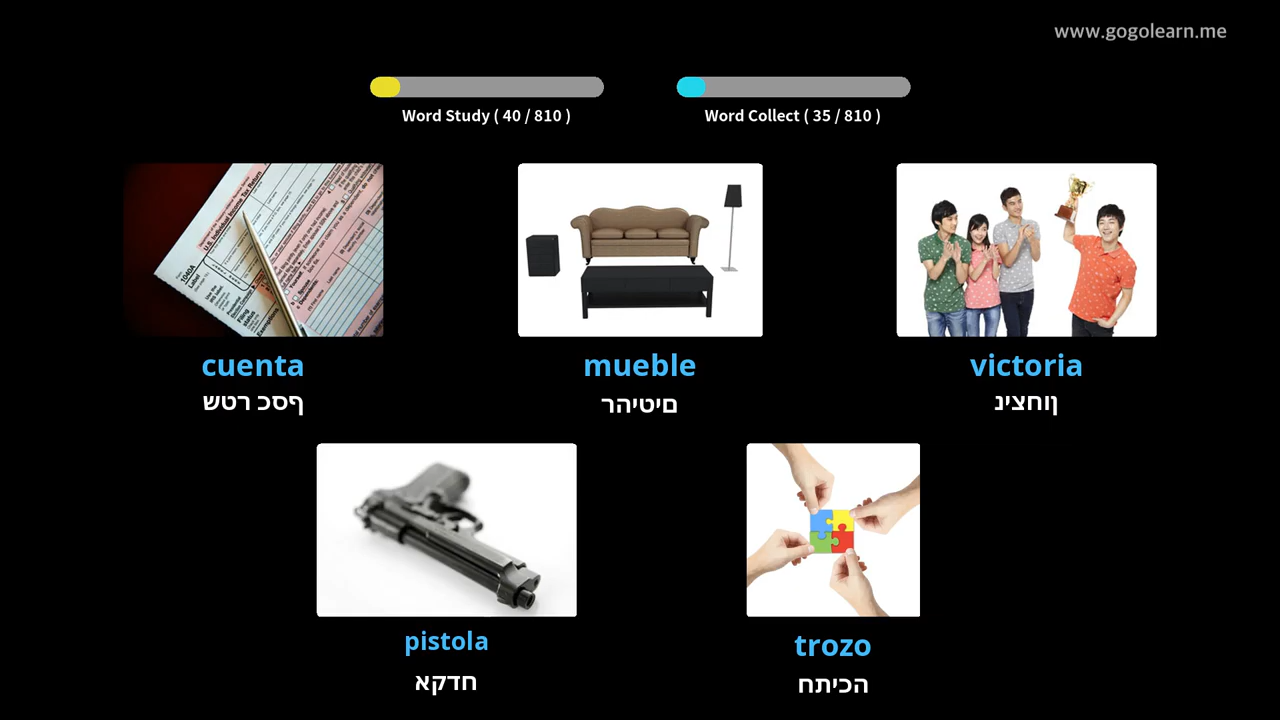 www.gogolearn.me
Word Study ( 40 / 810 )
Word Collect ( 35 / 810 )
cuenta
שטר כסף
mueble
רהיטים
victoria
ניצחון
pistola
אקדח
trozo
חתיכה